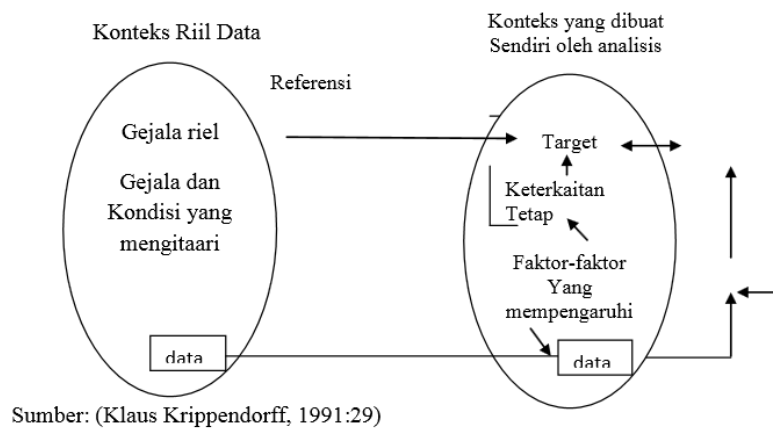 Konteks Riil Data
Konteks yang dibuat
Sendiri oleh analisis
Referensi
Gejala riel
Gejala dan
Kondisi yang
mengitaari
data
Target
Keterkaitan
Tetap
Faktor-faktor
Yang
mempengaruhi
data
Sumber: (Klaus Krippendorff, 1991:29)